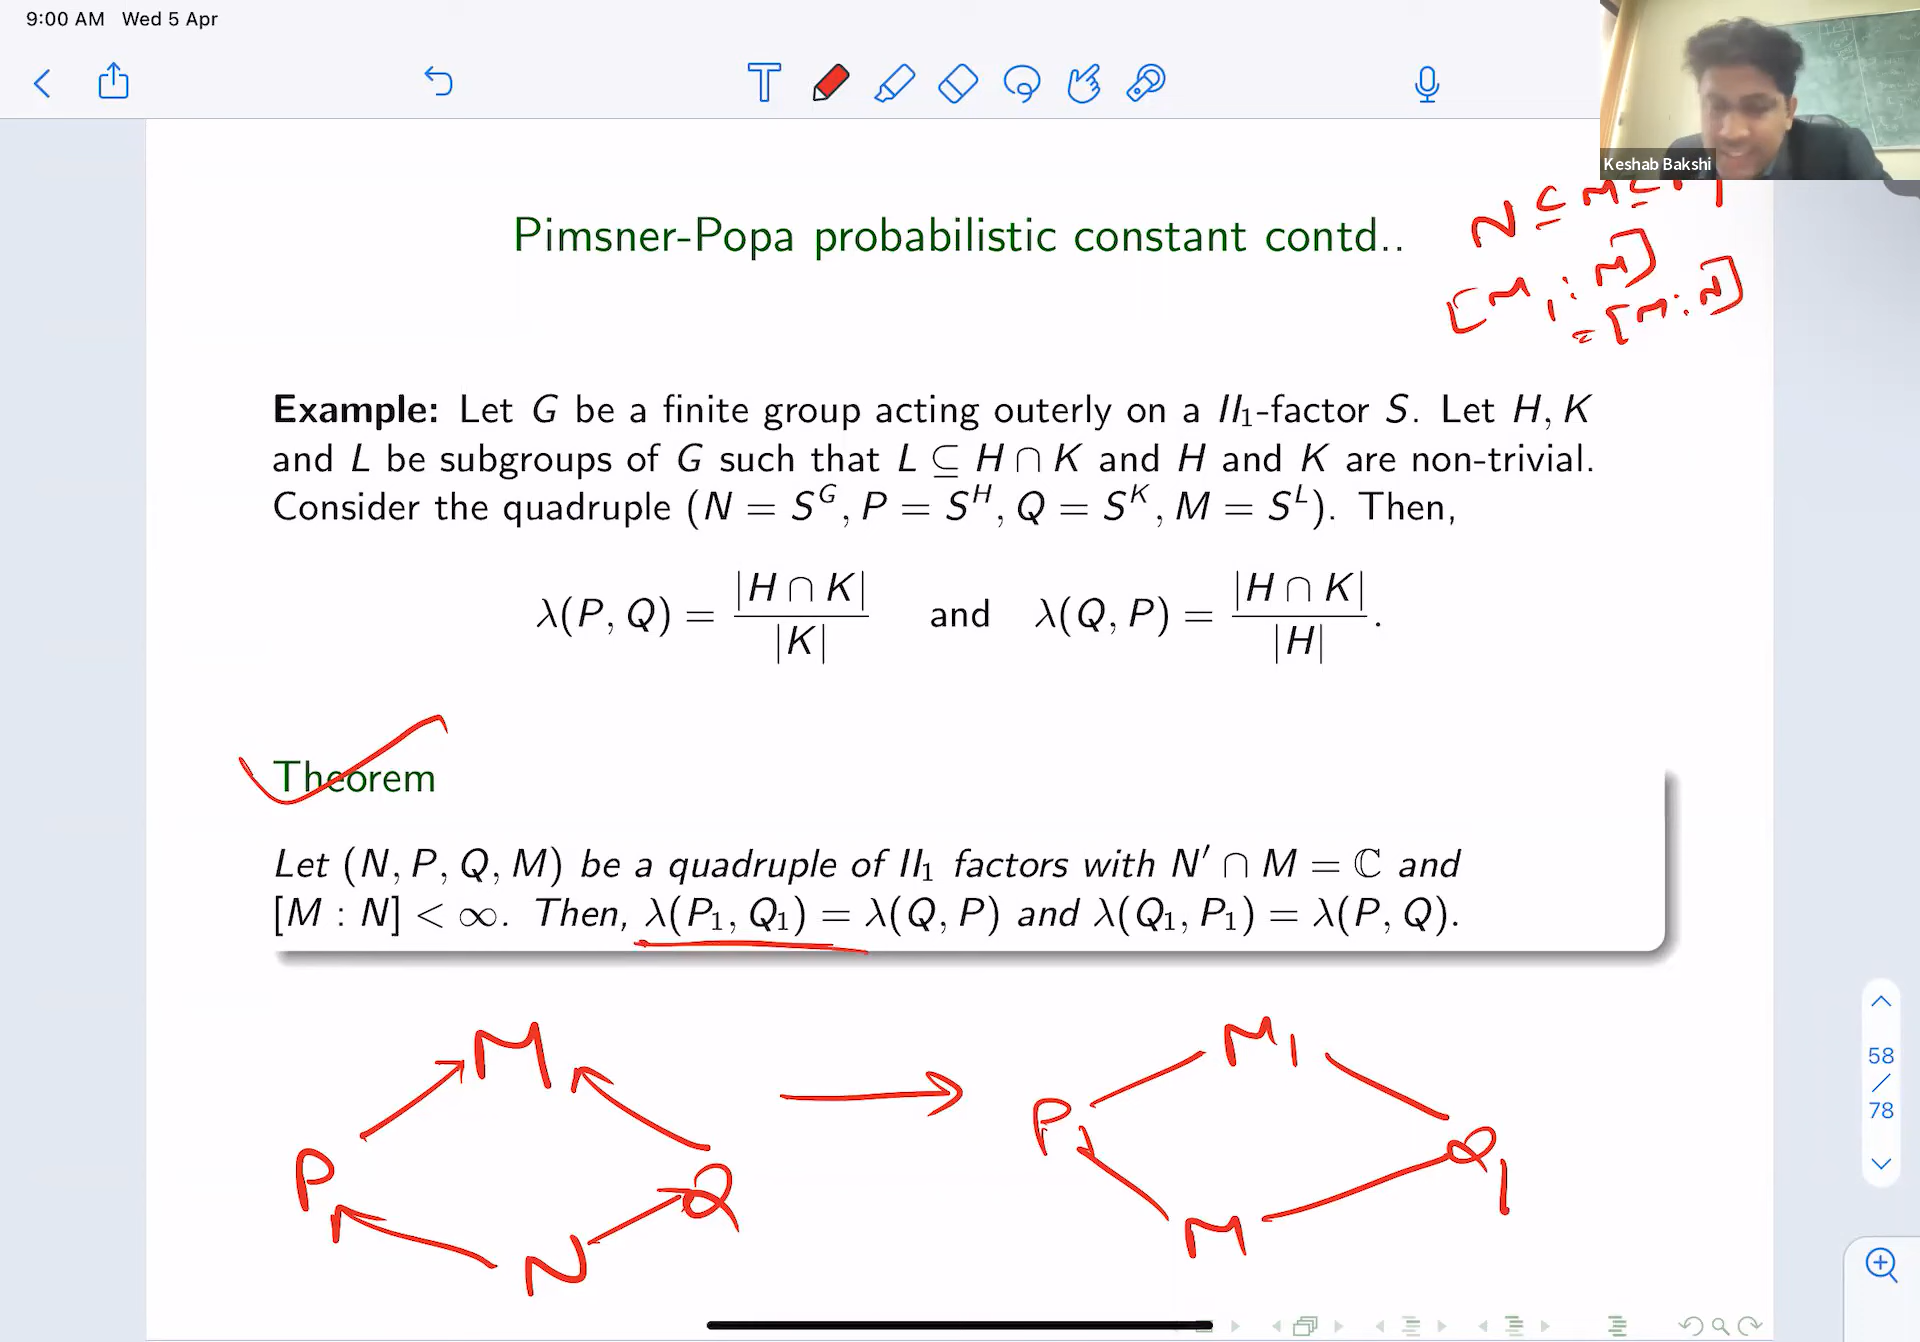 9:00 AM Wed 5 Apr
T
Keshab Bakshi
N ⊆ M ⊆
[M₁ : M]
= [M : N]
Pimsner-Popa probabilistic constant contd..
Example: Let G be a finite group acting outerly on a II₁-factor S. Let H, K
and L be subgroups of G such that L ⊆ H ∩ K and H and K are non-trivial.
Consider the quadruple (N = S^G, P = S^H, Q = S^K, M = S^L). Then,
λ(P, Q) = |H ∩ K| / |K| and λ(Q, P) = |H ∩ K| / |H|.
Theorem
Let (N, P, Q, M) be a quadruple of II₁ factors with N′ ∩ M = ℂ and
[M : N] < ∞. Then, λ(P₁, Q₁) = λ(Q, P) and λ(Q₁, P₁) = λ(P, Q).
M → M₁
P Q P₁ Q₁
N M
58
/
78